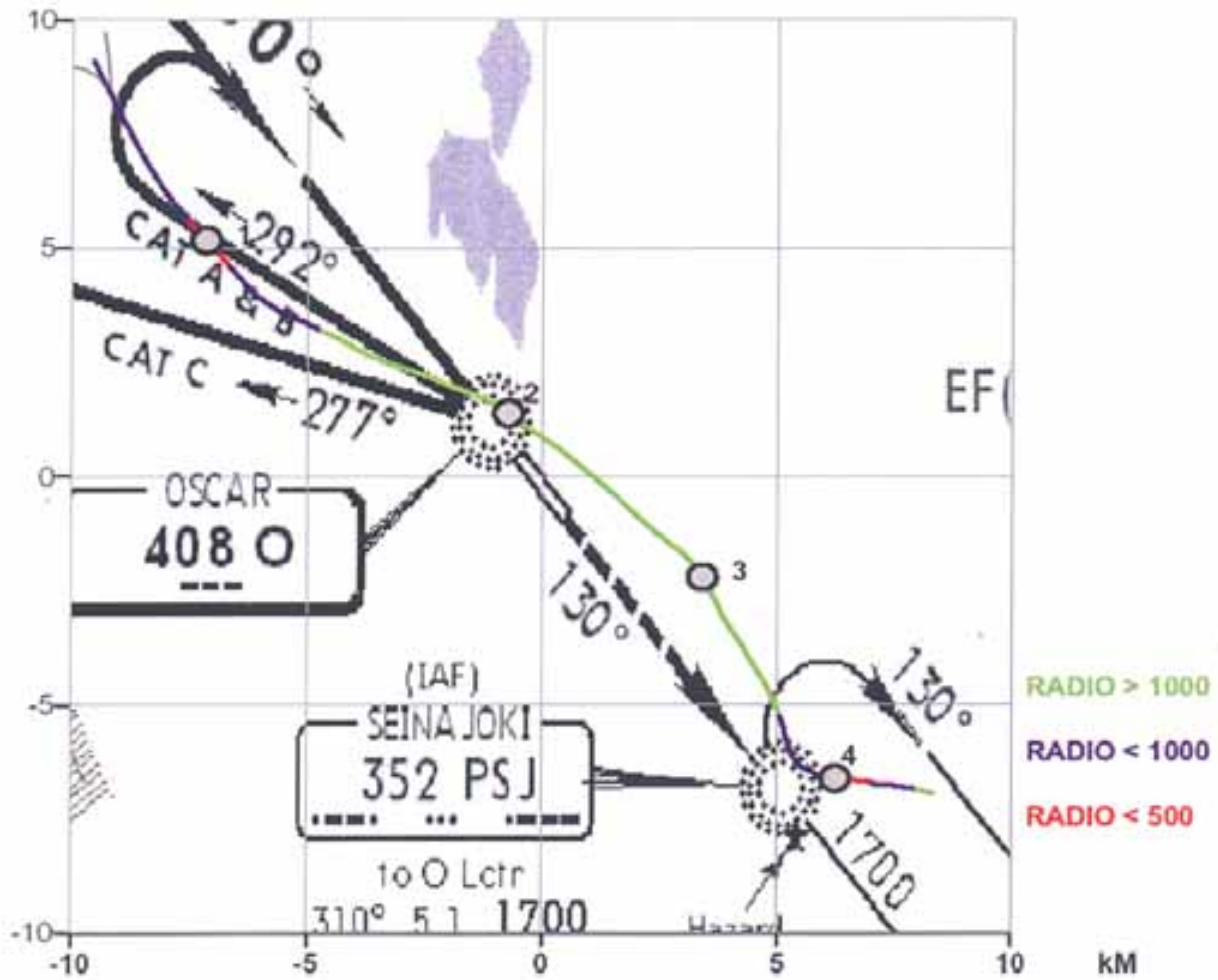 10
0°
292°
CAT A & B
5
CAT C
277°
2
EF(
0
OSCAR
408 O
3
130°
(IAF)
SEINAJOKI
352 PSJ
130°
RADIO > 1000
-5
RADIO < 1000
4
RADIO < 500
to O Lctr
310° 5.1 1700
1700
Hazard
-10
-10 -5 0 5 10 kM